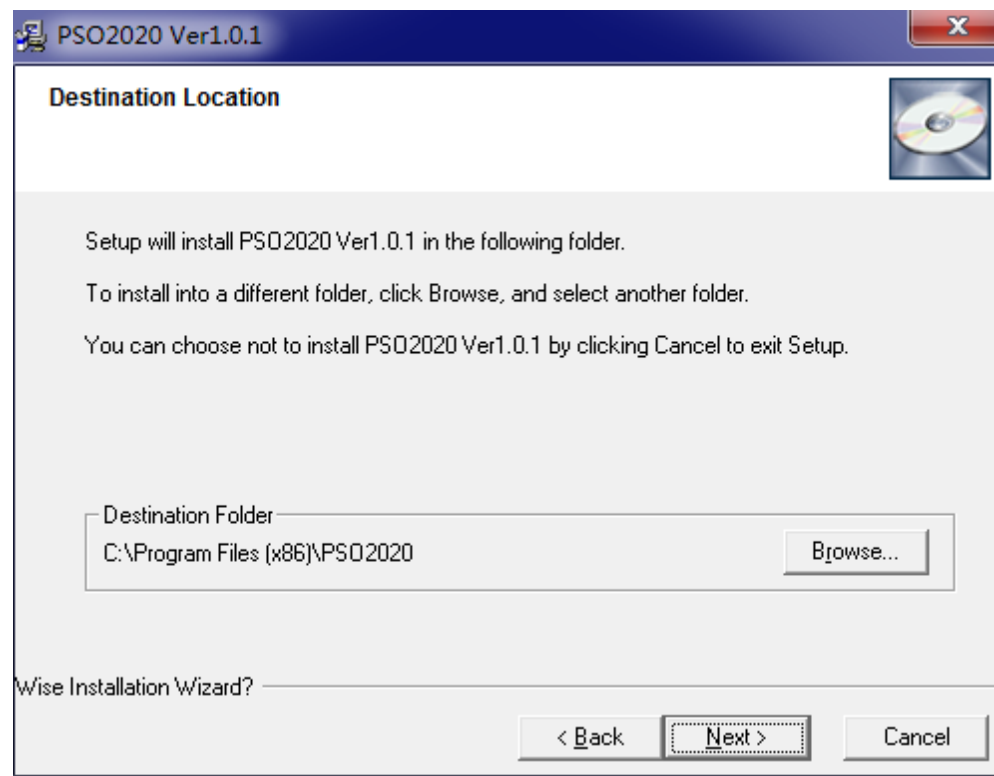 PSO2020 Ver1.0.1
x
Destination Location
Setup will install PSO2020 Ver1.0.1 in the following folder.
To install into a different folder, click Browse, and select another folder.
You can choose not to install PSO2020 Ver1.0.1 by clicking Cancel to exit Setup.
Destination Folder
C:\Program Files (x86)\PSO2020
Browse...
Wise Installation Wizard?
< Back
Next >
Cancel